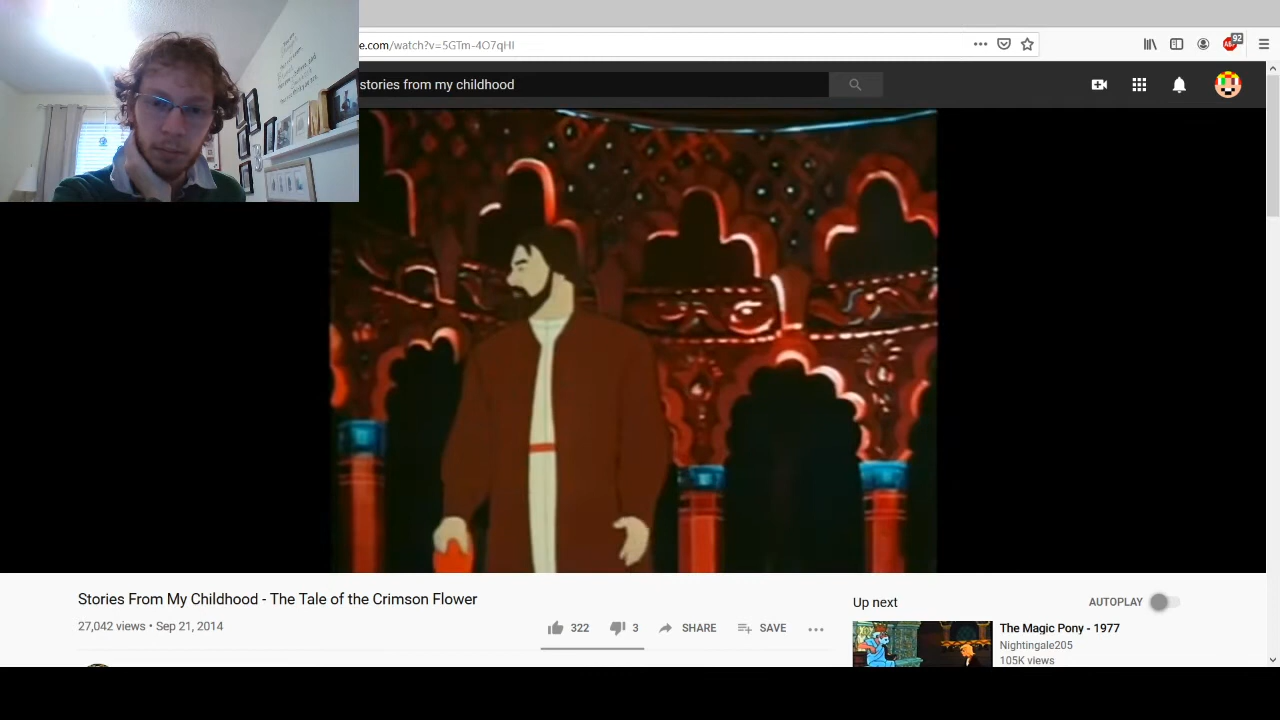 e.com/watch?v=5GTm-4O7qHI
92
stories from my childhood
Stories From My Childhood - The Tale of the Crimson Flower
27,042 views • Sep 21, 2014
322
3
SHARE
SAVE
Up next
AUTOPLAY
The Magic Pony - 1977
Nightingale205
105K views